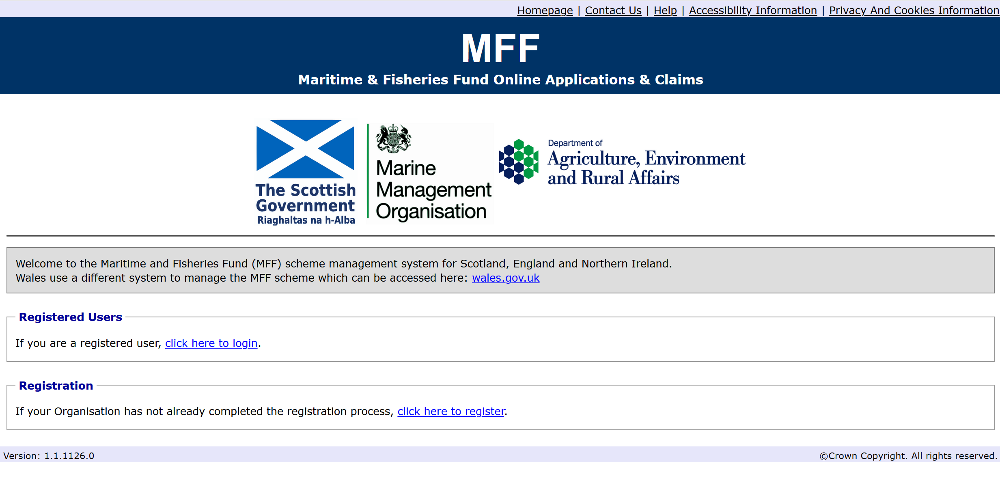 Homepage | Contact Us | Help | Accessibility Information | Privacy And Cookies Information
MFF
Maritime & Fisheries Fund Online Applications & Claims
The Scottish
Government
Riaghaltas na h-Alba
Marine
Management
Organisation
Department of
Agriculture, Environment
and Rural Affairs
Welcome to the Maritime and Fisheries Fund (MFF) scheme management system for Scotland, England and Northern Ireland.
Wales use a different system to manage the MFF scheme which can be accessed here: wales.gov.uk
Registered Users
If you are a registered user, click here to login.
Registration
If your Organisation has not already completed the registration process, click here to register.
Version: 1.1.1126.0
©Crown Copyright. All rights reserved.